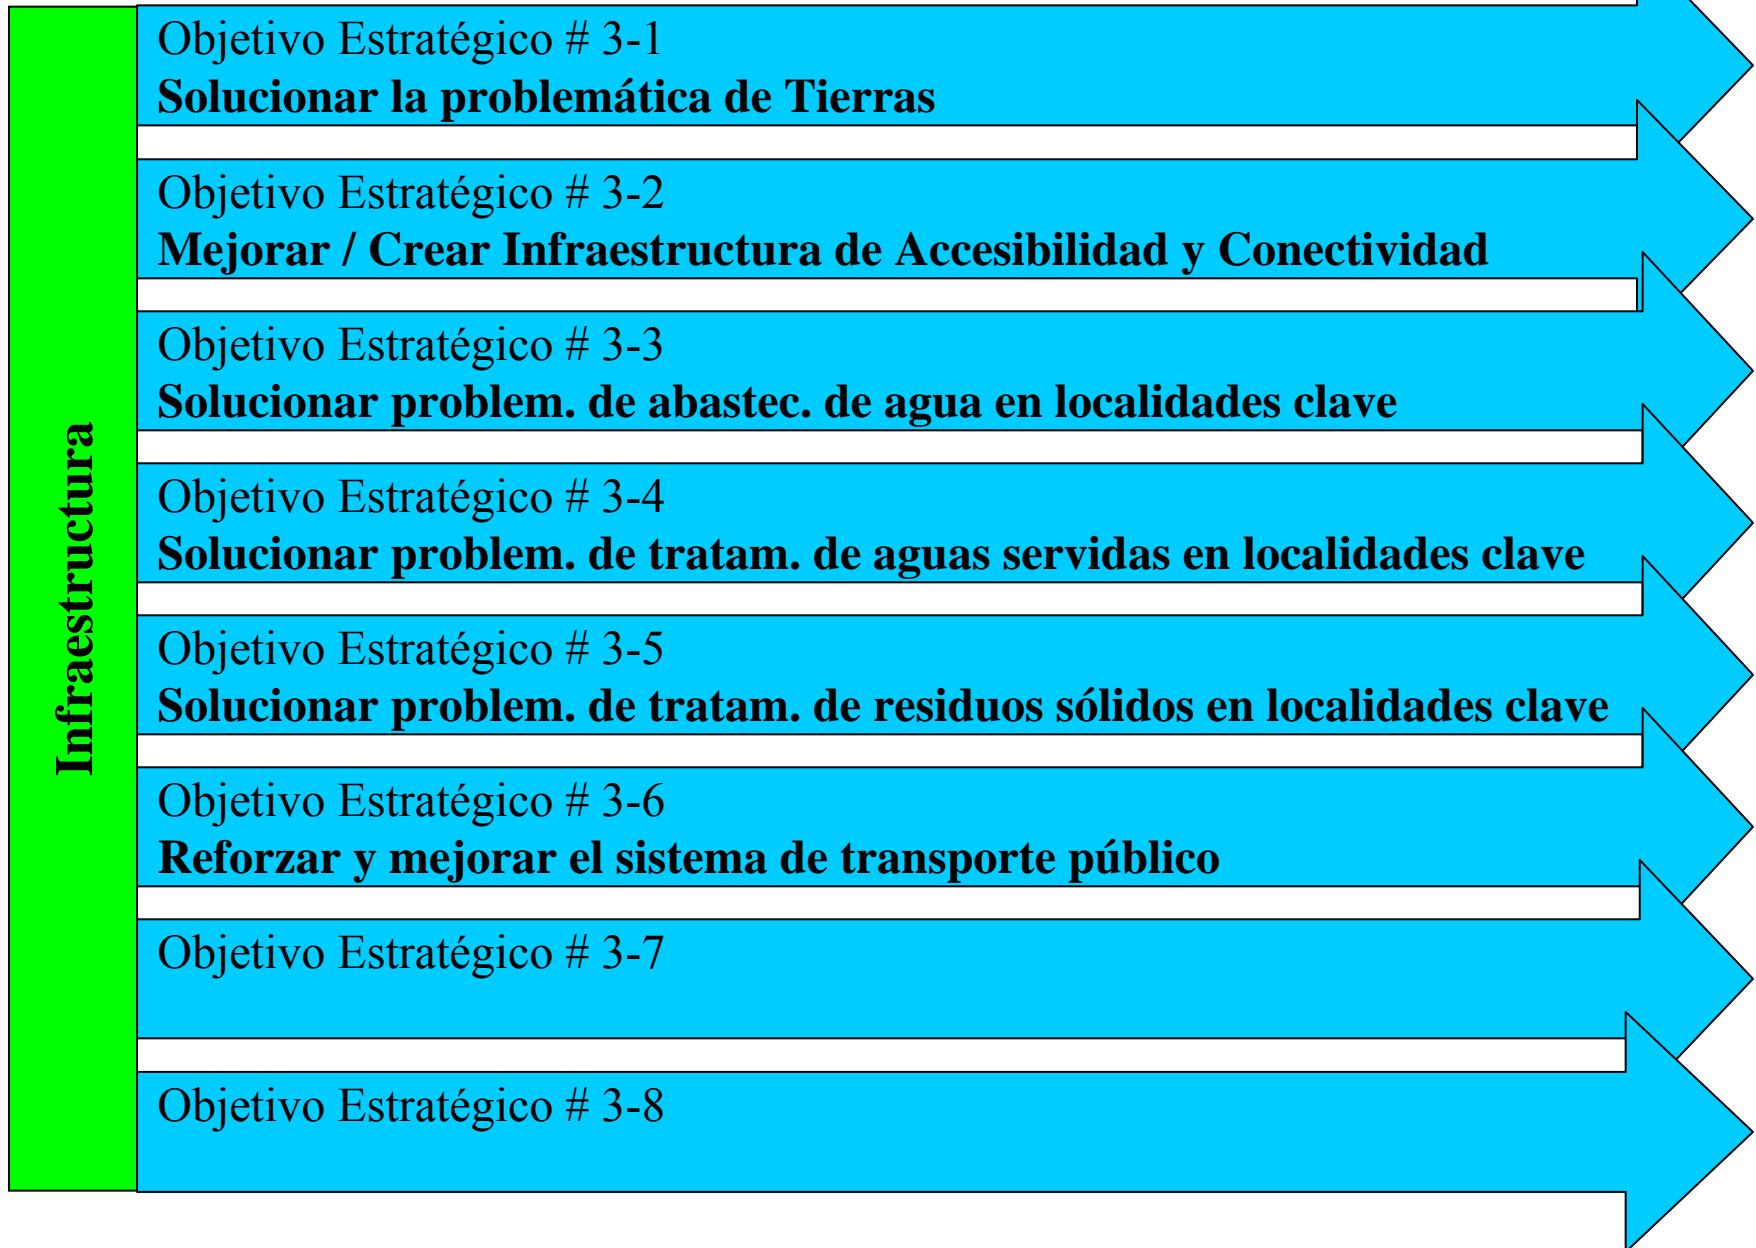 Infraestructura
Objetivo Estratégico # 3-1
Solucionar la problemática de Tierras
Objetivo Estratégico # 3-2
Mejorar / Crear Infraestructura de Accesibilidad y Conectividad
Objetivo Estratégico # 3-3
Solucionar problem. de abastec. de agua en localidades clave
Objetivo Estratégico # 3-4
Solucionar problem. de tratam. de aguas servidas en localidades clave
Objetivo Estratégico # 3-5
Solucionar problem. de tratam. de residuos sólidos en localidades clave
Objetivo Estratégico # 3-6
Reforzar y mejorar el sistema de transporte público
Objetivo Estratégico # 3-7
Objetivo Estratégico # 3-8